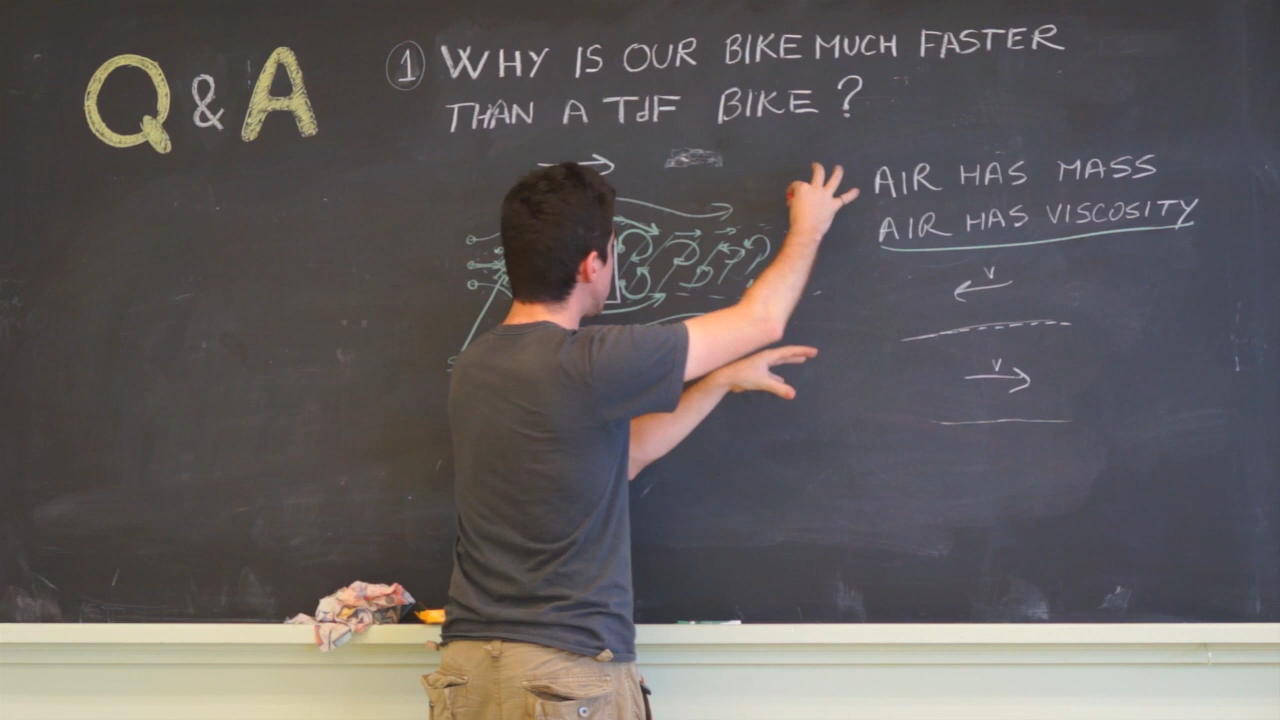 Q & A
① WHY IS OUR BIKE MUCH FASTER
THAN A TdF BIKE?
AIR HAS MASS
AIR HAS VISCOSITY
V
V